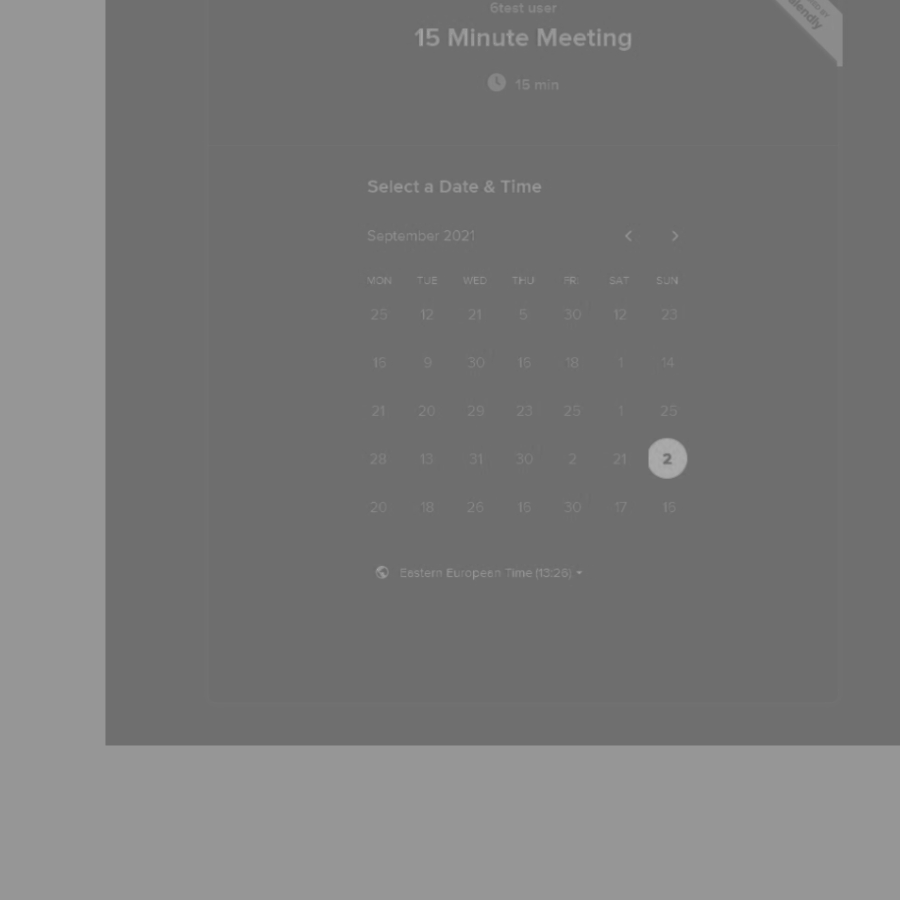 6test user
15 Minute Meeting
15 min
Select a Date & Time
September 2021
MON TUE WED THU FRI SAT SUN
25 12 21 5 30 12 23
16 9 30 15 18 1 14
21 20 29 23 25 1 25
28 13 31 30 2 21 2
20 18 26 15 30 17 15
Eastern European Time (13:26)